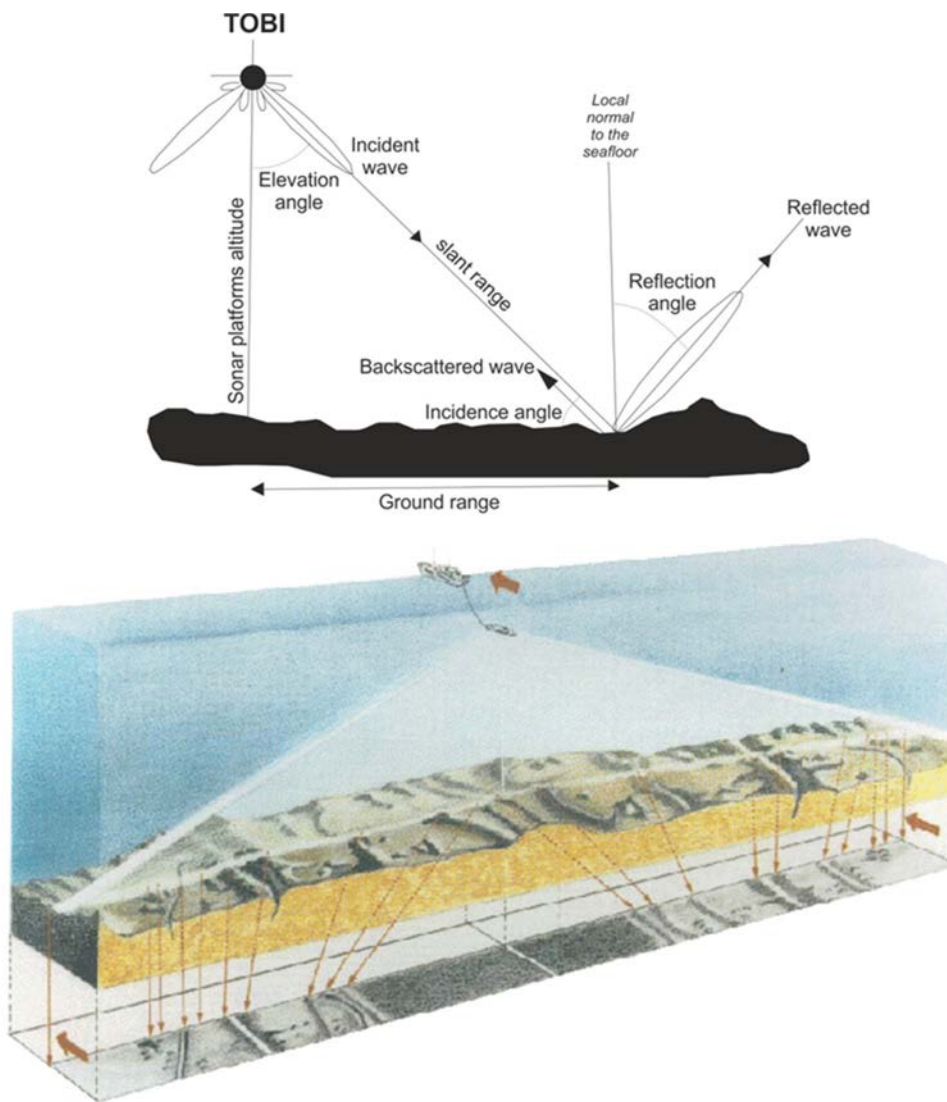 TOBI
Local
normal
to the
seafloor
Incident
wave
Elevation
angle
Reflected
wave
Sonar platforms altitude
slant range
Reflection
angle
Backscattered wave
Incidence angle
Ground range